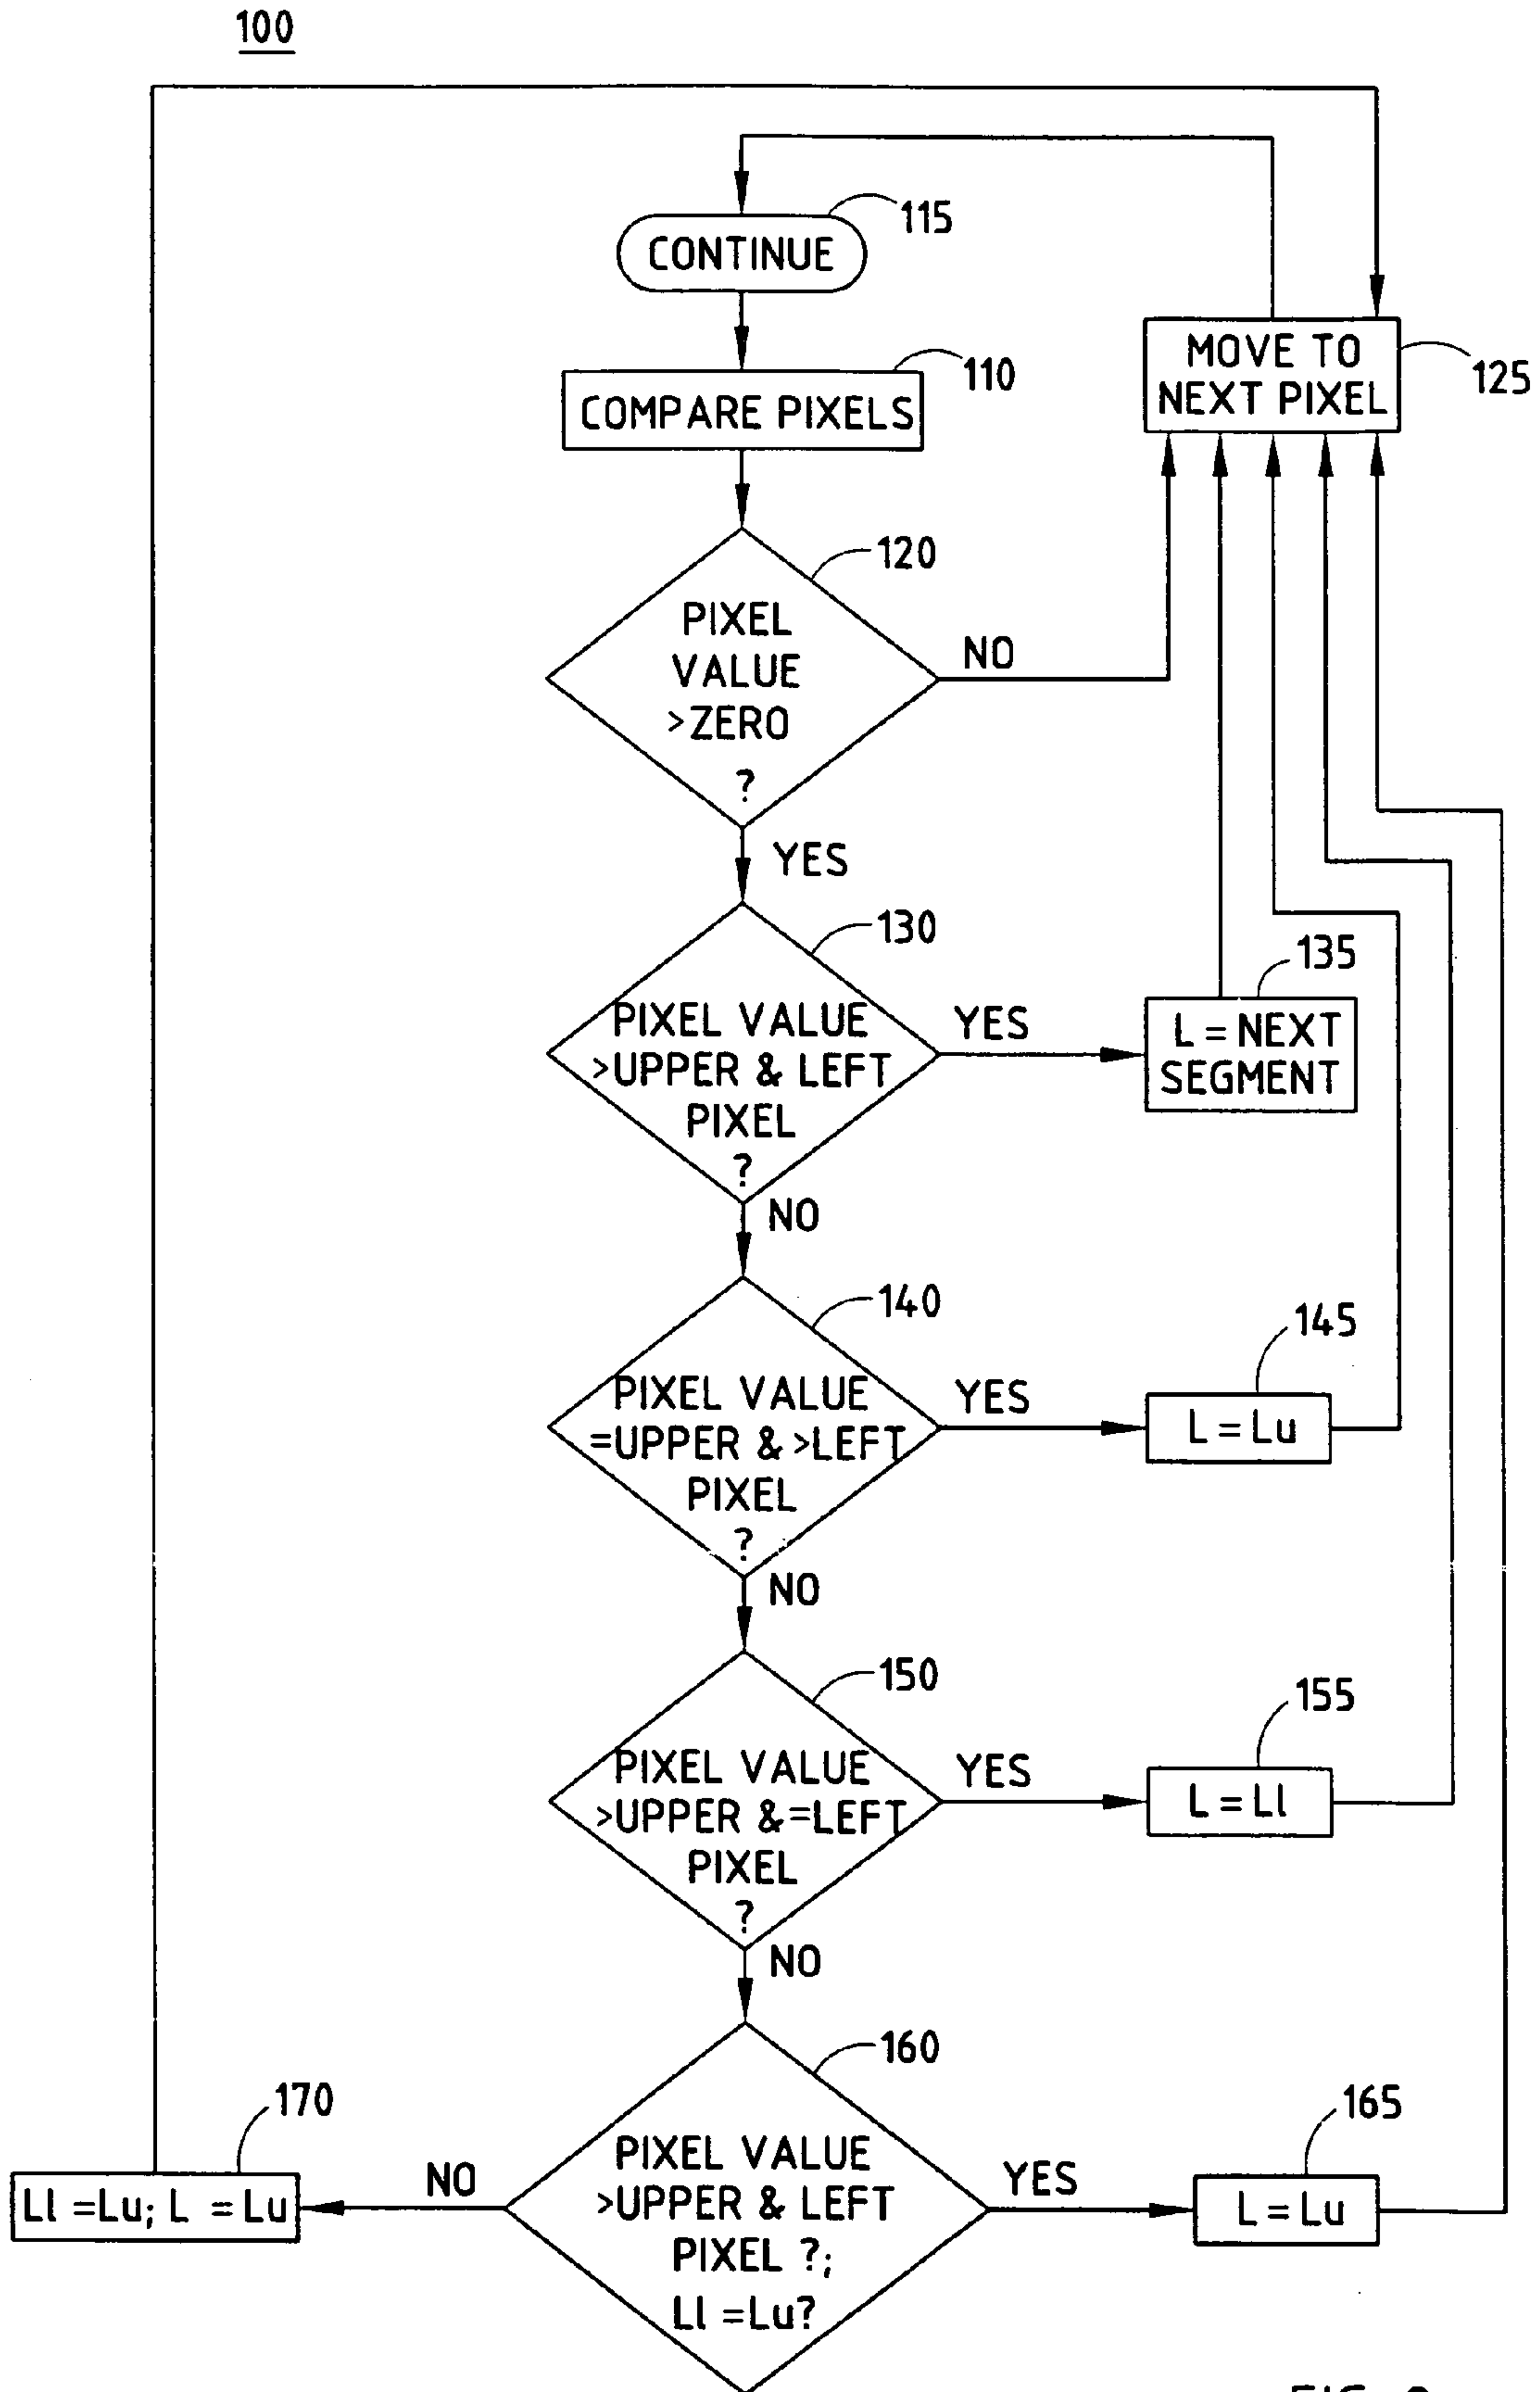 100
CONTINUE
115
COMPARE PIXELS
110
MOVE TO
NEXT PIXEL
125
PIXEL
VALUE
>ZERO
?
120
NO
YES
PIXEL VALUE
>UPPER & LEFT
PIXEL
?
130
YES
L = NEXT
SEGMENT
135
NO
PIXEL VALUE
=UPPER & >LEFT
PIXEL
?
140
YES
L = Lu
145
NO
PIXEL VALUE
>UPPER &=LEFT
PIXEL
?
150
YES
L = Ll
155
NO
PIXEL VALUE
>UPPER & LEFT
PIXEL ?;
Ll =Lu?
160
YES
L = Lu
165
NO
Ll =Lu; L =Lu
170